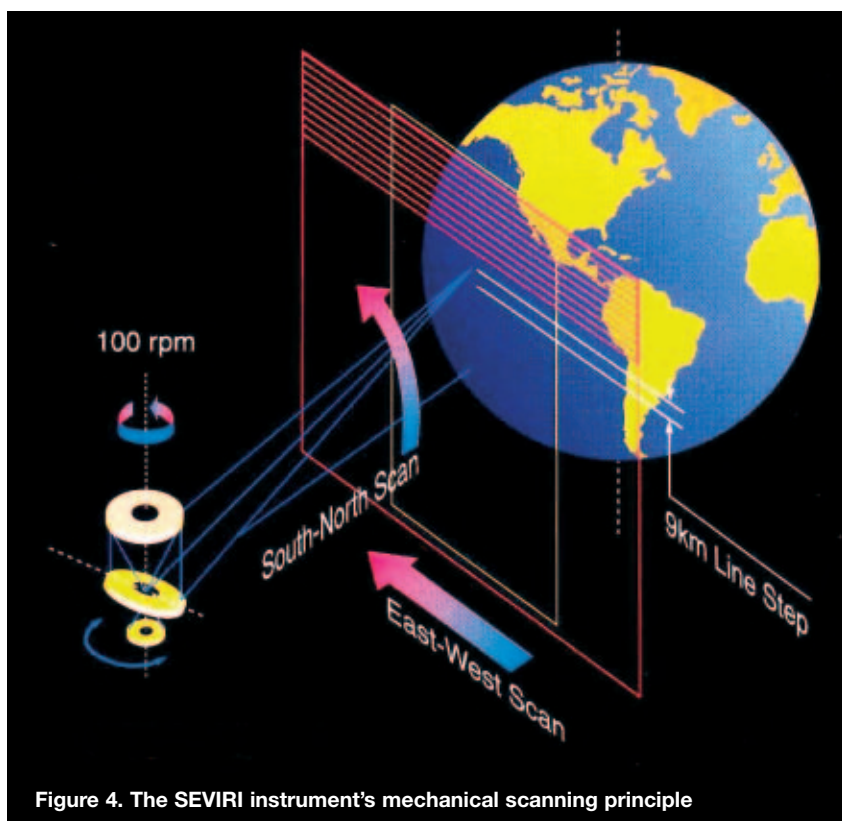 100 rpm
South-North Scan
9km Line Step
East-West Scan
Figure 4. The SEVIRI instrument's mechanical scanning principle